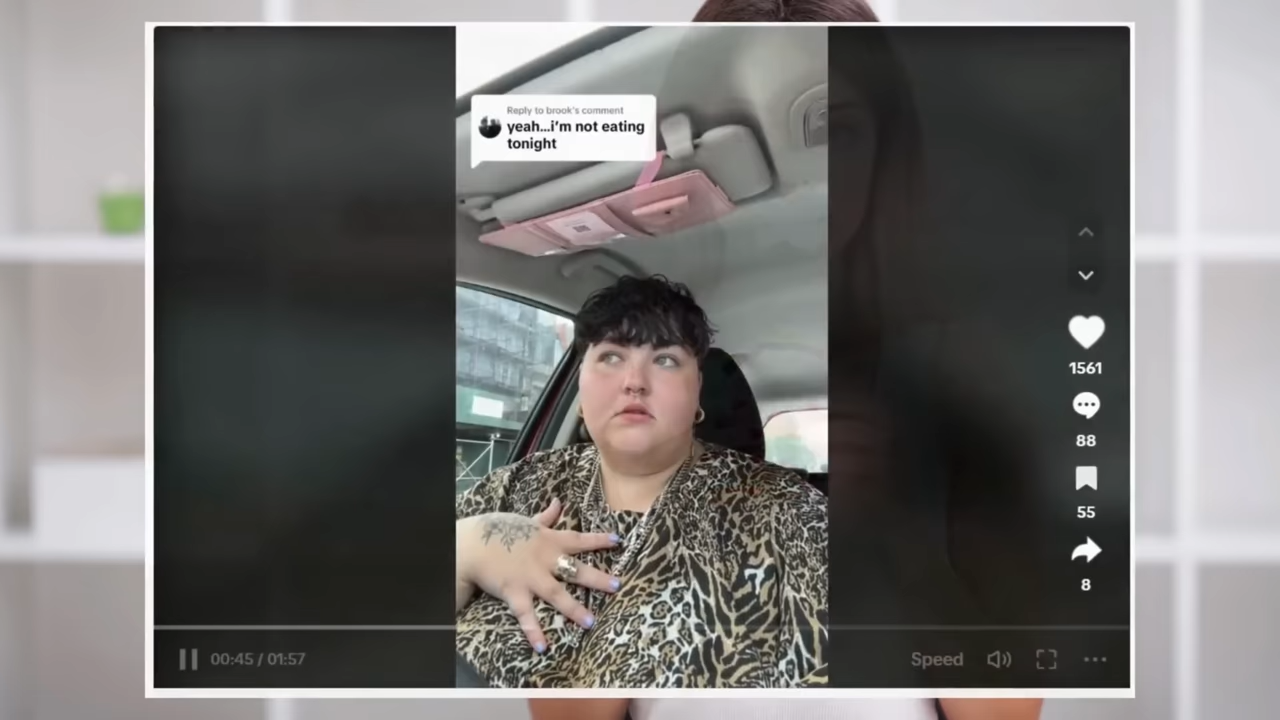 Reply to brook's comment
yeah...i'm not eating
tonight
1561
88
55
8
00:45 / 01:57
Speed